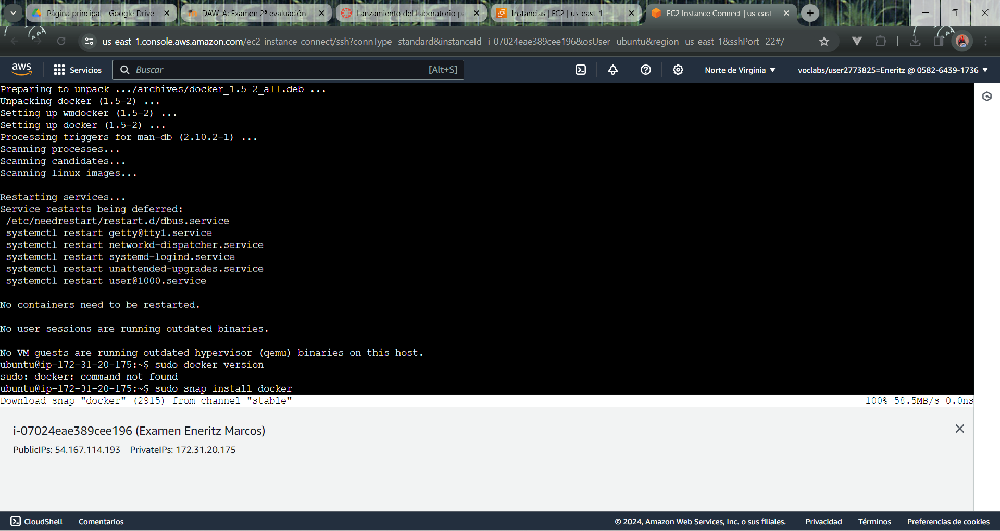 Página principal - Google Drive
DAW_A: Examen 2ª evaluación
Lanzamiento del Laboratorio pa
Instancias | EC2 | us-east-1
EC2 Instance Connect | us-east-
us-east-1.console.aws.amazon.com/ec2-instance-connect/ssh?connType=standard&instanceId=i-07024eae389cee196&osUser=ubuntu&region=us-east-1&sshPort=22#/
aws
Servicios
Buscar
[Alt+S]
Norte de Virginia
voclabs/user2773825=Eneritz @ 0582-6439-1736
Preparing to unpack .../archives/docker_1.5-2_all.deb ...
Unpacking docker (1.5-2) ...
Setting up wmdocker (1.5-2) ...
Setting up docker (1.5-2) ...
Processing triggers for man-db (2.10.2-1) ...
Scanning processes...
Scanning candidates...
Scanning linux images...
Restarting services...
Service restarts being deferred:
/etc/needrestart/restart.d/dbus.service
systemctl restart getty@tty1.service
systemctl restart networkd-dispatcher.service
systemctl restart systemd-logind.service
systemctl restart unattended-upgrades.service
systemctl restart user@1000.service
No containers need to be restarted.
No user sessions are running outdated binaries.
No VM guests are running outdated hypervisor (qemu) binaries on this host.
ubuntu@ip-172-31-20-175:~$ sudo docker version
sudo: docker: command not found
ubuntu@ip-172-31-20-175:~$ sudo snap install docker
Download snap "docker" (2915) from channel "stable" 100% 58.5MB/s 0.0ns
i-07024eae389cee196 (Examen Eneritz Marcos)
PublicIPs: 54.167.114.193 PrivateIPs: 172.31.20.175
CloudShell
Comentarios
© 2024, Amazon Web Services, Inc. o sus filiales.
Privacidad
Términos
Preferencias de cookies